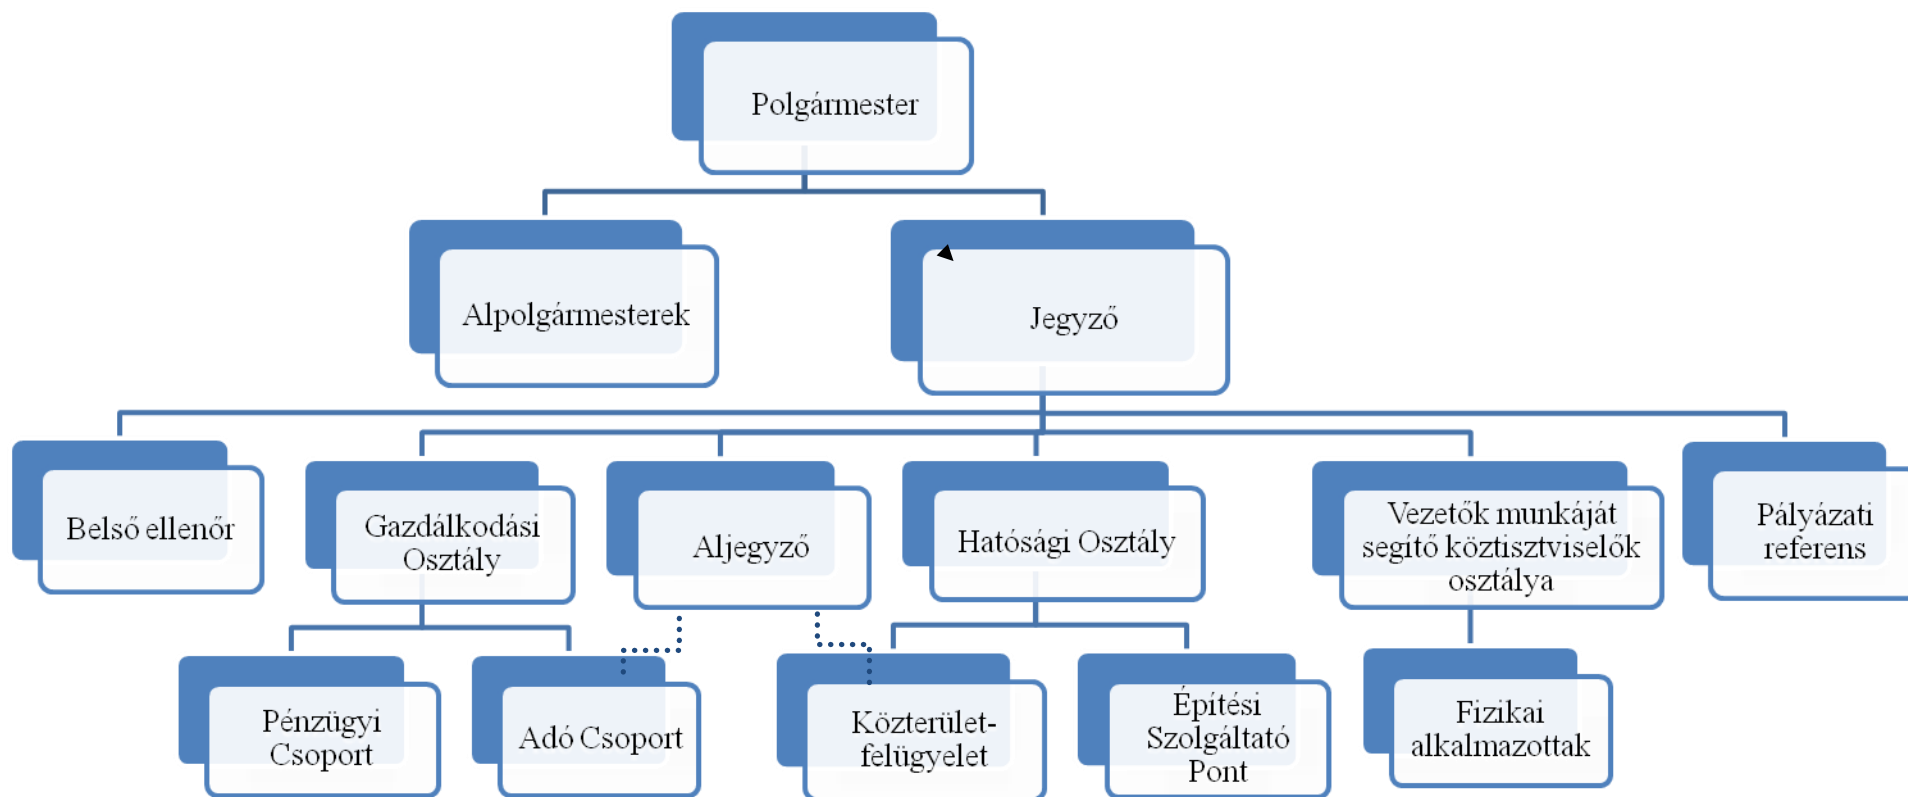 Polgármester
Alpolgármesterek
Jegyző
Belső ellenőr
Gazdálkodási
Osztály
Aljegyző
Hatósági Osztály
Vezetők munkáját
segítő köztisztviselők
osztálya
Pályázati
referens
Pénzügyi
Csoport
Adó Csoport
Közterület-
felügyelet
Építési
Szolgáltató
Pont
Fizikai
alkalmazottak